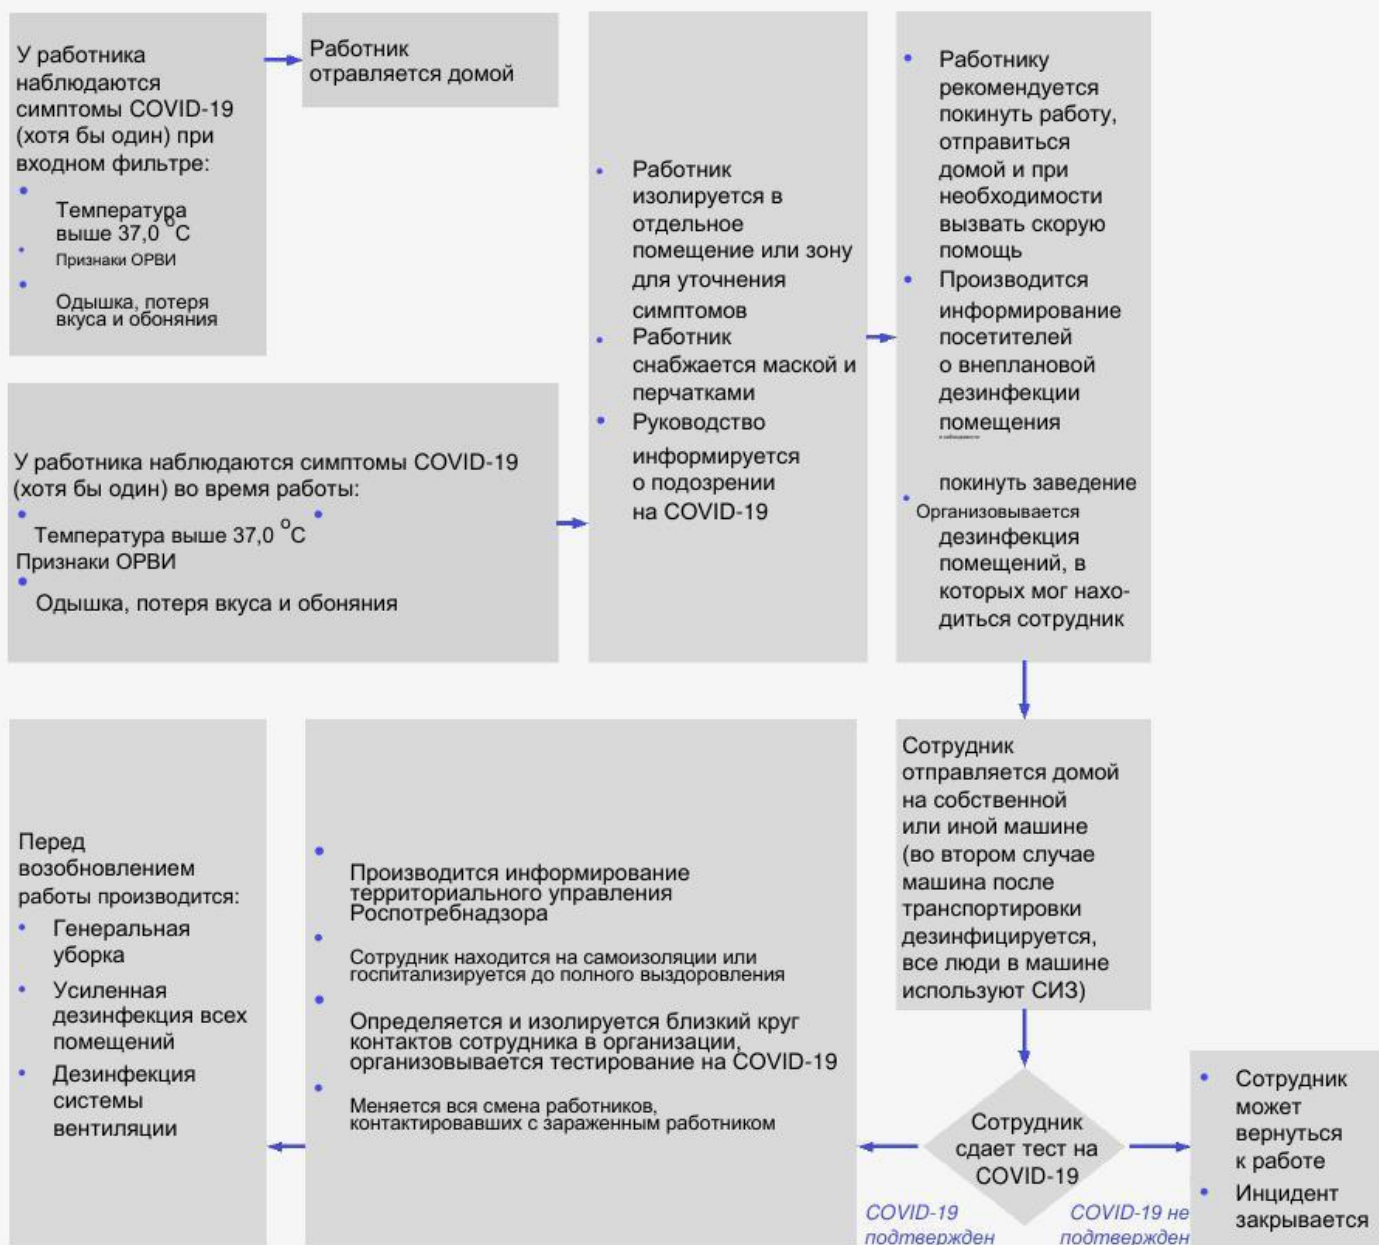 У работника
наблюдаются
симптомы COVID-19
(хотя бы один) при
входном фильтре:
• Температура
выше 37,0 °C
• Признаки ОРВИ
• Одышка, потеря
вкуса и обоняния
Работник
отравляется домой
У работника наблюдаются симптомы COVID-19
(хотя бы один) во время работы:
• Температура выше 37,0 °C •
Признаки ОРВИ
• Одышка, потеря вкуса и обоняния
• Работник
изолируется в
отдельное
помещение или зону
для уточнения
симптомов
• Работник
снабжается маской и
перчатками
• Руководство
информируется
о подозрении
на COVID-19
• Работнику
рекомендуется
покинуть работу,
отправиться
домой и при
необходимости
вызвать скорую
помощь
• Производится
информирование
посетителей
о внеплановой
дезинфекции
помещения
покинуть заведение
• Организовывается
дезинфекция
помещений, в
которых мог нахо-
диться сотрудник
Сотрудник
отправляется домой
на собственной
или иной машине
(во втором случае
машина после
транспортировки
дезинфицируется,
все люди в машине
используют СИЗ)
Сотрудник
сдает тест на
COVID-19
COVID-19
подтвержден
COVID-19 не
подтвержден
• Сотрудник
может
вернуться
к работе
• Инцидент
закрывается
• Производится информирование
территориального управления
Роспотребнадзора
• Сотрудник находится на самоизоляции или
госпитализируется до полного выздоровления
• Определяется и изолируется близкий круг
контактов сотрудника в организации,
организовывается тестирование на COVID-19
• Меняется вся смена работников,
контактировавших с зараженным работником
Перед
возобновлением
работы производится:
• Генеральная
уборка
• Усиленная
дезинфекция всех
помещений
• Дезинфекция
системы
вентиляции